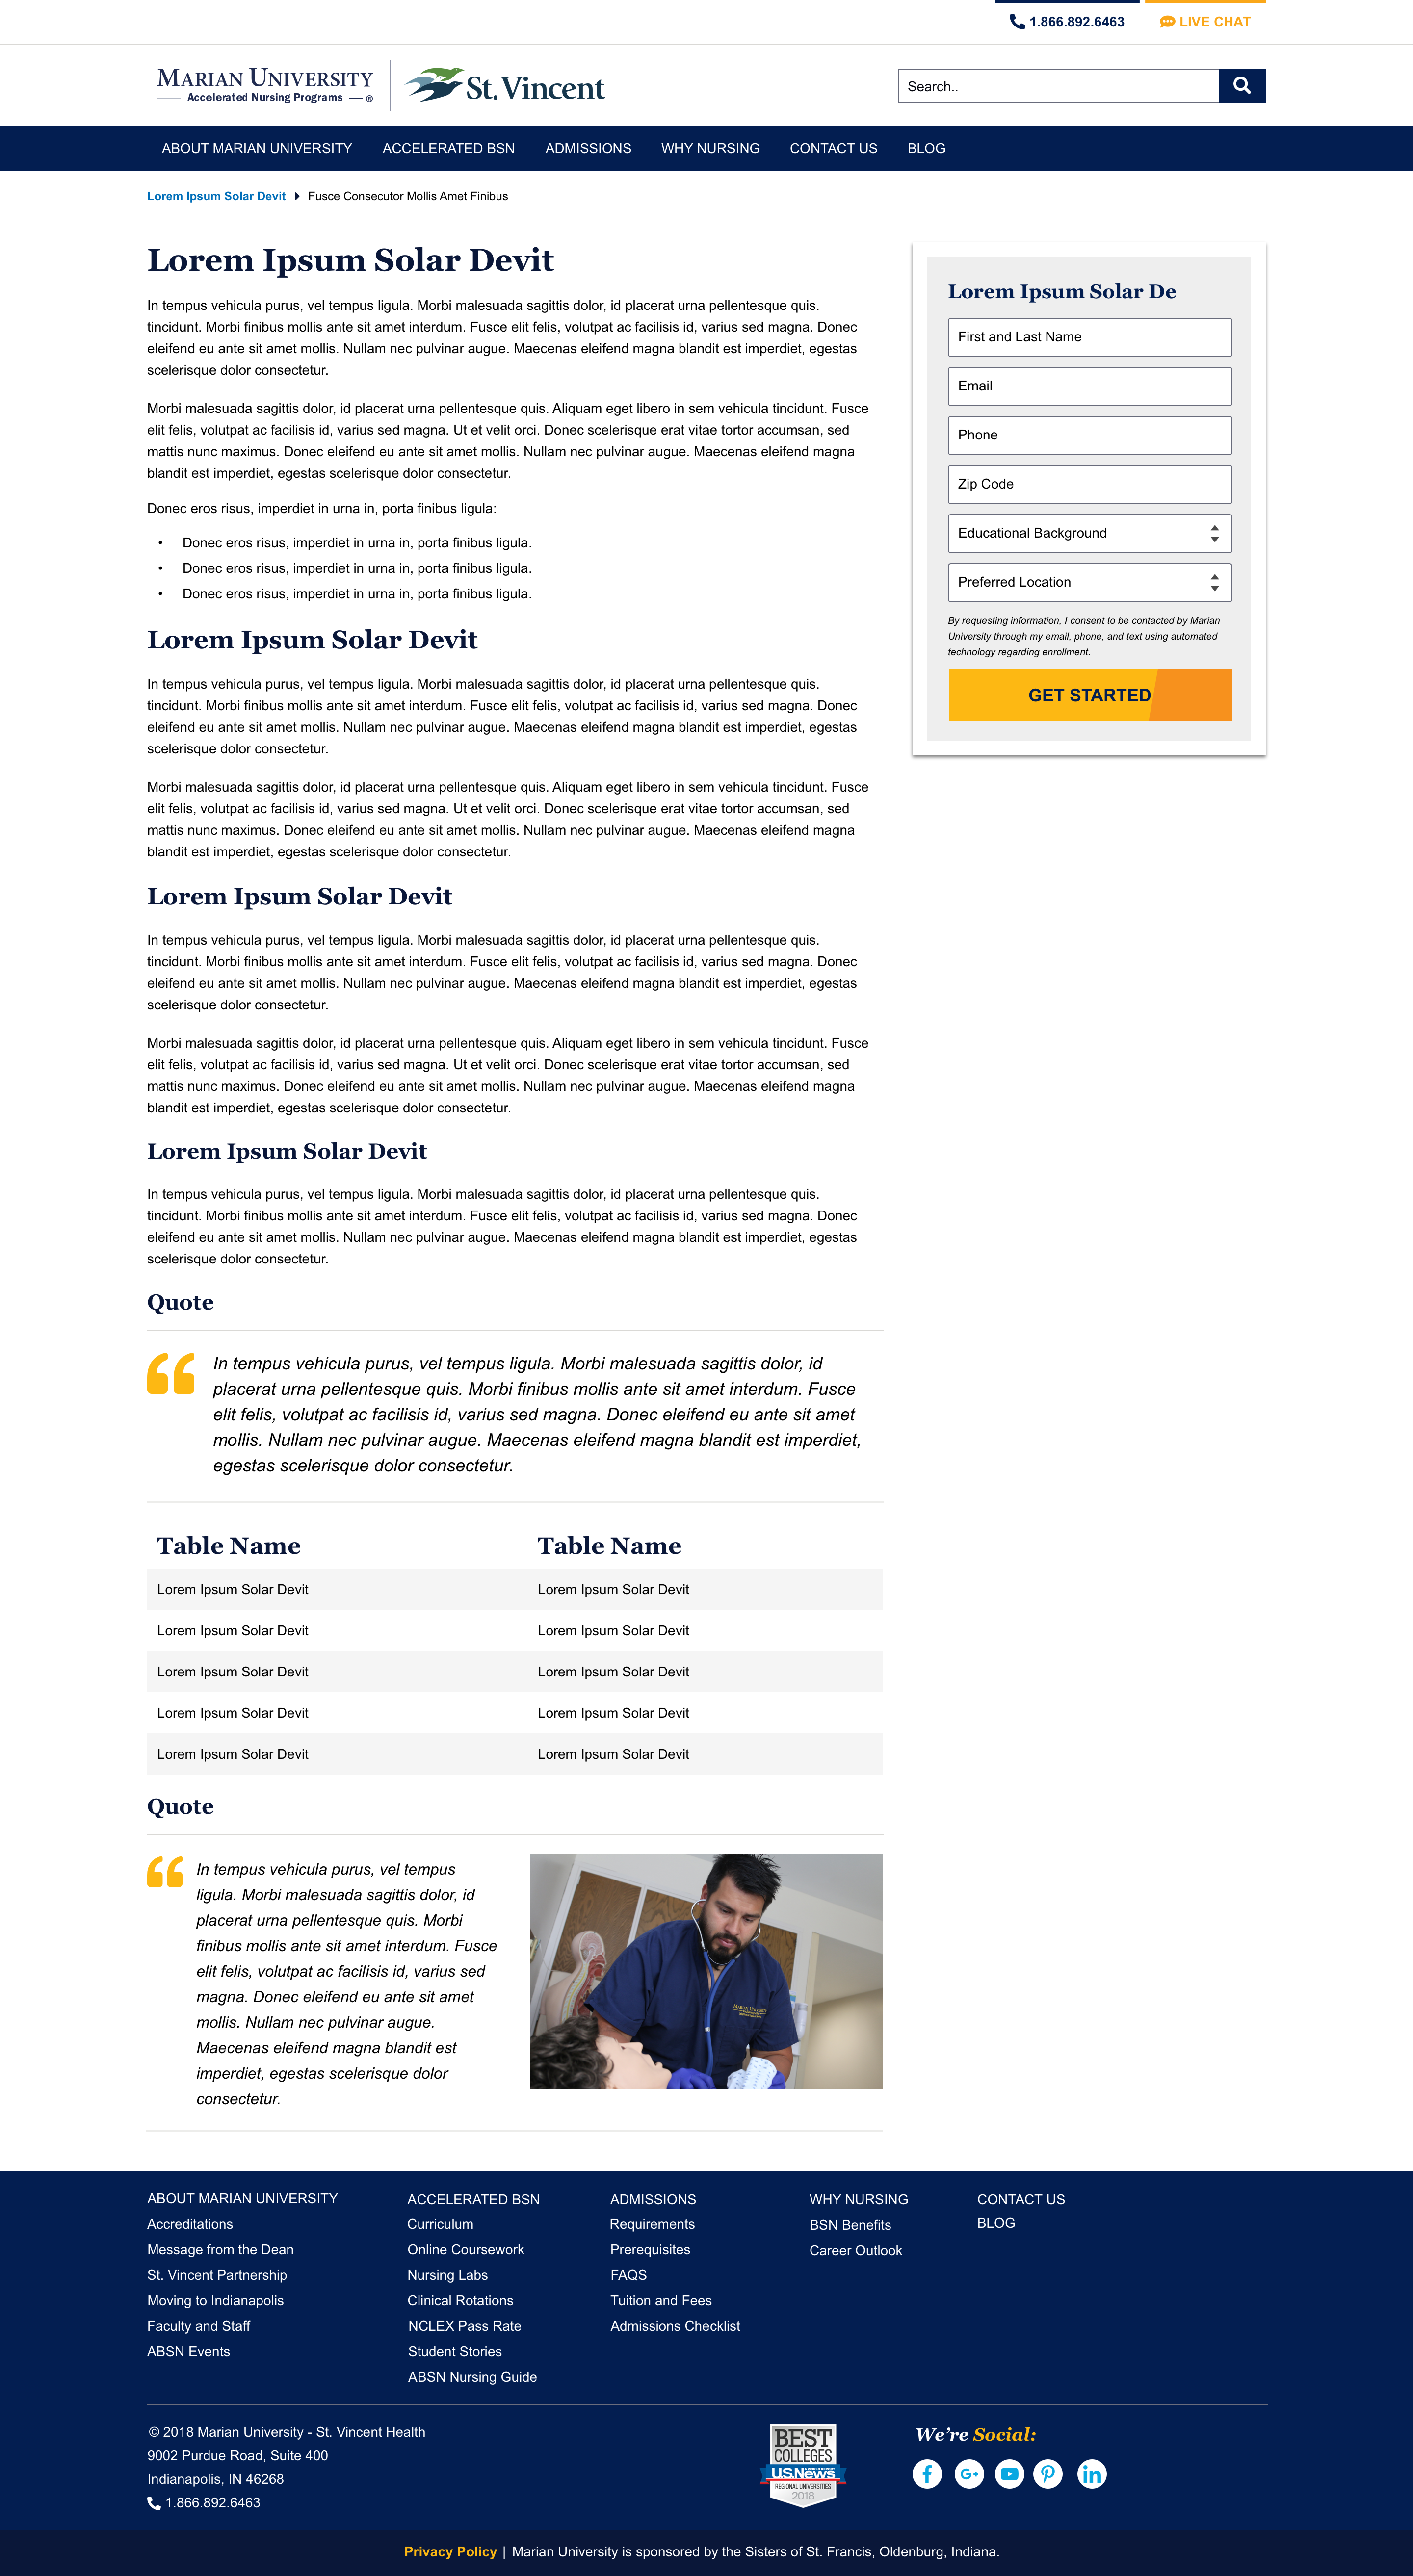 1.866.892.6463
LIVE CHAT
MARIAN UNIVERSITY
Accelerated Nursing Programs ®
St.Vincent
Search..
ABOUT MARIAN UNIVERSITY ACCELERATED BSN ADMISSIONS WHY NURSING CONTACT US BLOG
Lorem Ipsum Solar Devit Fusce Consecutor Mollis Amet Finibus
Lorem Ipsum Solar Devit
In tempus vehicula purus, vel tempus ligula. Morbi malesuada sagittis dolor, id placerat urna pellentesque quis.
tincidunt. Morbi finibus mollis ante sit amet interdum. Fusce elit felis, volutpat ac facilisis id, varius sed magna. Donec
eleifend eu ante sit amet mollis. Nullam nec pulvinar augue. Maecenas eleifend magna blandit est imperdiet, egestas
scelerisque dolor consectetur.
Morbi malesuada sagittis dolor, id placerat urna pellentesque quis. Aliquam eget libero in sem vehicula tincidunt. Fusce
elit felis, volutpat ac facilisis id, varius sed magna. Ut et velit orci. Donec scelerisque erat vitae tortor accumsan, sed
mattis nunc maximus. Donec eleifend eu ante sit amet mollis. Nullam nec pulvinar augue. Maecenas eleifend magna
blandit est imperdiet, egestas scelerisque dolor consectetur.
Donec eros risus, imperdiet in urna in, porta finibus ligula:
• Donec eros risus, imperdiet in urna in, porta finibus ligula.
• Donec eros risus, imperdiet in urna in, porta finibus ligula.
• Donec eros risus, imperdiet in urna in, porta finibus ligula.
Lorem Ipsum Solar Devit
In tempus vehicula purus, vel tempus ligula. Morbi malesuada sagittis dolor, id placerat urna pellentesque quis.
tincidunt. Morbi finibus mollis ante sit amet interdum. Fusce elit felis, volutpat ac facilisis id, varius sed magna. Donec
eleifend eu ante sit amet mollis. Nullam nec pulvinar augue. Maecenas eleifend magna blandit est imperdiet, egestas
scelerisque dolor consectetur.
Morbi malesuada sagittis dolor, id placerat urna pellentesque quis. Aliquam eget libero in sem vehicula tincidunt. Fusce
elit felis, volutpat ac facilisis id, varius sed magna. Ut et velit orci. Donec scelerisque erat vitae tortor accumsan, sed
mattis nunc maximus. Donec eleifend eu ante sit amet mollis. Nullam nec pulvinar augue. Maecenas eleifend magna
blandit est imperdiet, egestas scelerisque dolor consectetur.
Lorem Ipsum Solar Devit
In tempus vehicula purus, vel tempus ligula. Morbi malesuada sagittis dolor, id placerat urna pellentesque quis.
tincidunt. Morbi finibus mollis ante sit amet interdum. Fusce elit felis, volutpat ac facilisis id, varius sed magna. Donec
eleifend eu ante sit amet mollis. Nullam nec pulvinar augue. Maecenas eleifend magna blandit est imperdiet, egestas
scelerisque dolor consectetur.
Morbi malesuada sagittis dolor, id placerat urna pellentesque quis. Aliquam eget libero in sem vehicula tincidunt. Fusce
elit felis, volutpat ac facilisis id, varius sed magna. Ut et velit orci. Donec scelerisque erat vitae tortor accumsan, sed
mattis nunc maximus. Donec eleifend eu ante sit amet mollis. Nullam nec pulvinar augue. Maecenas eleifend magna
blandit est imperdiet, egestas scelerisque dolor consectetur.
Lorem Ipsum Solar Devit
In tempus vehicula purus, vel tempus ligula. Morbi malesuada sagittis dolor, id placerat urna pellentesque quis.
tincidunt. Morbi finibus mollis ante sit amet interdum. Fusce elit felis, volutpat ac facilisis id, varius sed magna. Donec
eleifend eu ante sit amet mollis. Nullam nec pulvinar augue. Maecenas eleifend magna blandit est imperdiet, egestas
scelerisque dolor consectetur.
Quote
“ In tempus vehicula purus, vel tempus ligula. Morbi malesuada sagittis dolor, id
placerat urna pellentesque quis. Morbi finibus mollis ante sit amet interdum. Fusce
elit felis, volutpat ac facilisis id, varius sed magna. Donec eleifend eu ante sit amet
mollis. Nullam nec pulvinar augue. Maecenas eleifend magna blandit est imperdiet,
egestas scelerisque dolor consectetur.
Table Name Table Name
Lorem Ipsum Solar Devit Lorem Ipsum Solar Devit
Lorem Ipsum Solar Devit Lorem Ipsum Solar Devit
Lorem Ipsum Solar Devit Lorem Ipsum Solar Devit
Lorem Ipsum Solar Devit Lorem Ipsum Solar Devit
Lorem Ipsum Solar Devit Lorem Ipsum Solar Devit
Quote
“ In tempus vehicula purus, vel tempus
ligula. Morbi malesuada sagittis dolor, id
placerat urna pellentesque quis. Morbi
finibus mollis ante sit amet interdum. Fusce
elit felis, volutpat ac facilisis id, varius sed
magna. Donec eleifend eu ante sit amet
mollis. Nullam nec pulvinar augue.
Maecenas eleifend magna blandit est
imperdiet, egestas scelerisque dolor
consectetur.
MARIAN UNIVERSITY
Lorem Ipsum Solar De
First and Last Name
Email
Phone
Zip Code
Educational Background
Preferred Location
By requesting information, I consent to be contacted by Marian
University through my email, phone, and text using automated
technology regarding enrollment.
GET STARTED
ABOUT MARIAN UNIVERSITY
Accreditations
Message from the Dean
St. Vincent Partnership
Moving to Indianapolis
Faculty and Staff
ABSN Events
ACCELERATED BSN
Curriculum
Online Coursework
Nursing Labs
Clinical Rotations
NCLEX Pass Rate
Student Stories
ABSN Nursing Guide
ADMISSIONS
Requirements
Prerequisites
FAQS
Tuition and Fees
Admissions Checklist
WHY NURSING
BSN Benefits
Career Outlook
CONTACT US
BLOG
© 2018 Marian University - St. Vincent Health
9002 Purdue Road, Suite 400
Indianapolis, IN 46268
1.866.892.6463
BEST
COLLEGES
U.S.News
REGIONAL UNIVERSITIES
2018
We're Social:
Privacy Policy | Marian University is sponsored by the Sisters of St. Francis, Oldenburg, Indiana.